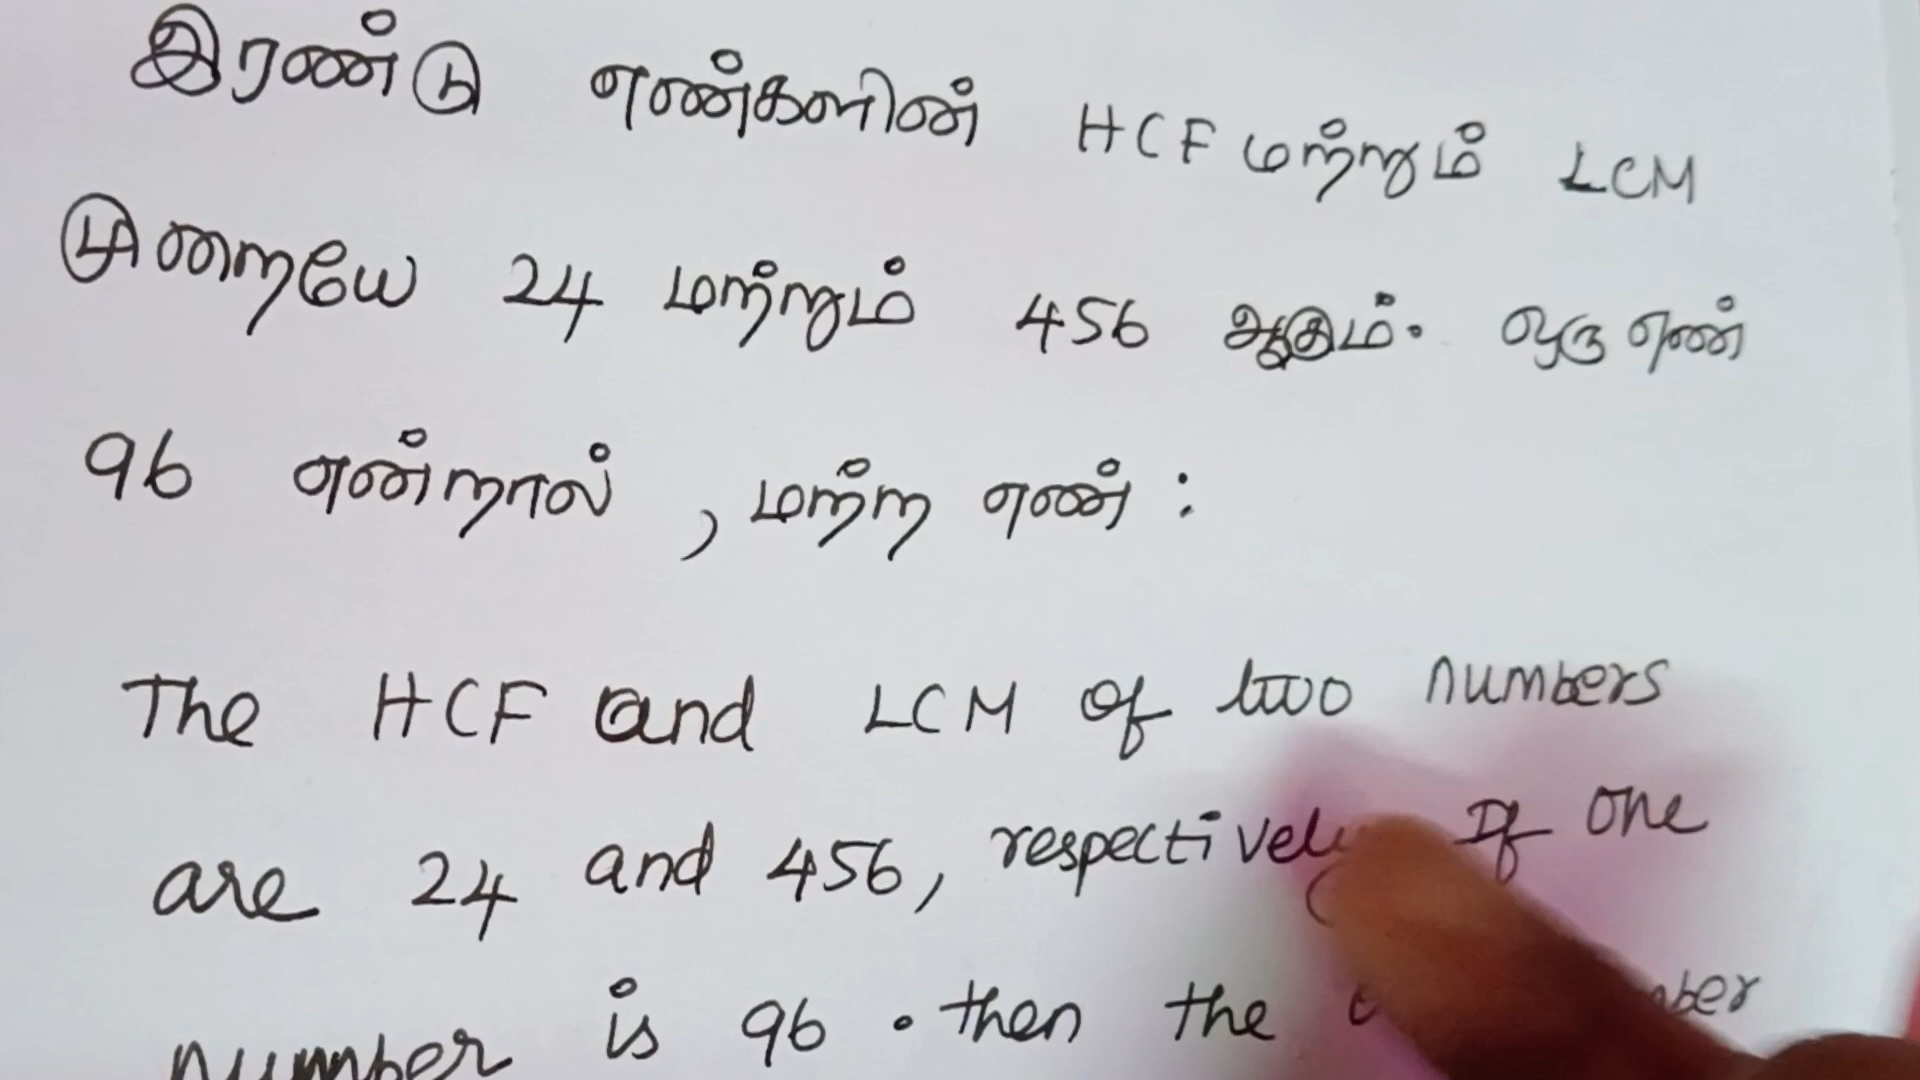 இரண்டு எண்களின் HCF மற்றும் LCM
முறையே 24 மற்றும் 456 ஆகும். ஒரு எண்
96 என்றால், மற்ற எண் :
The HCF and LCM of two numbers
are 24 and 456, respectively If one
number is 96 . then the